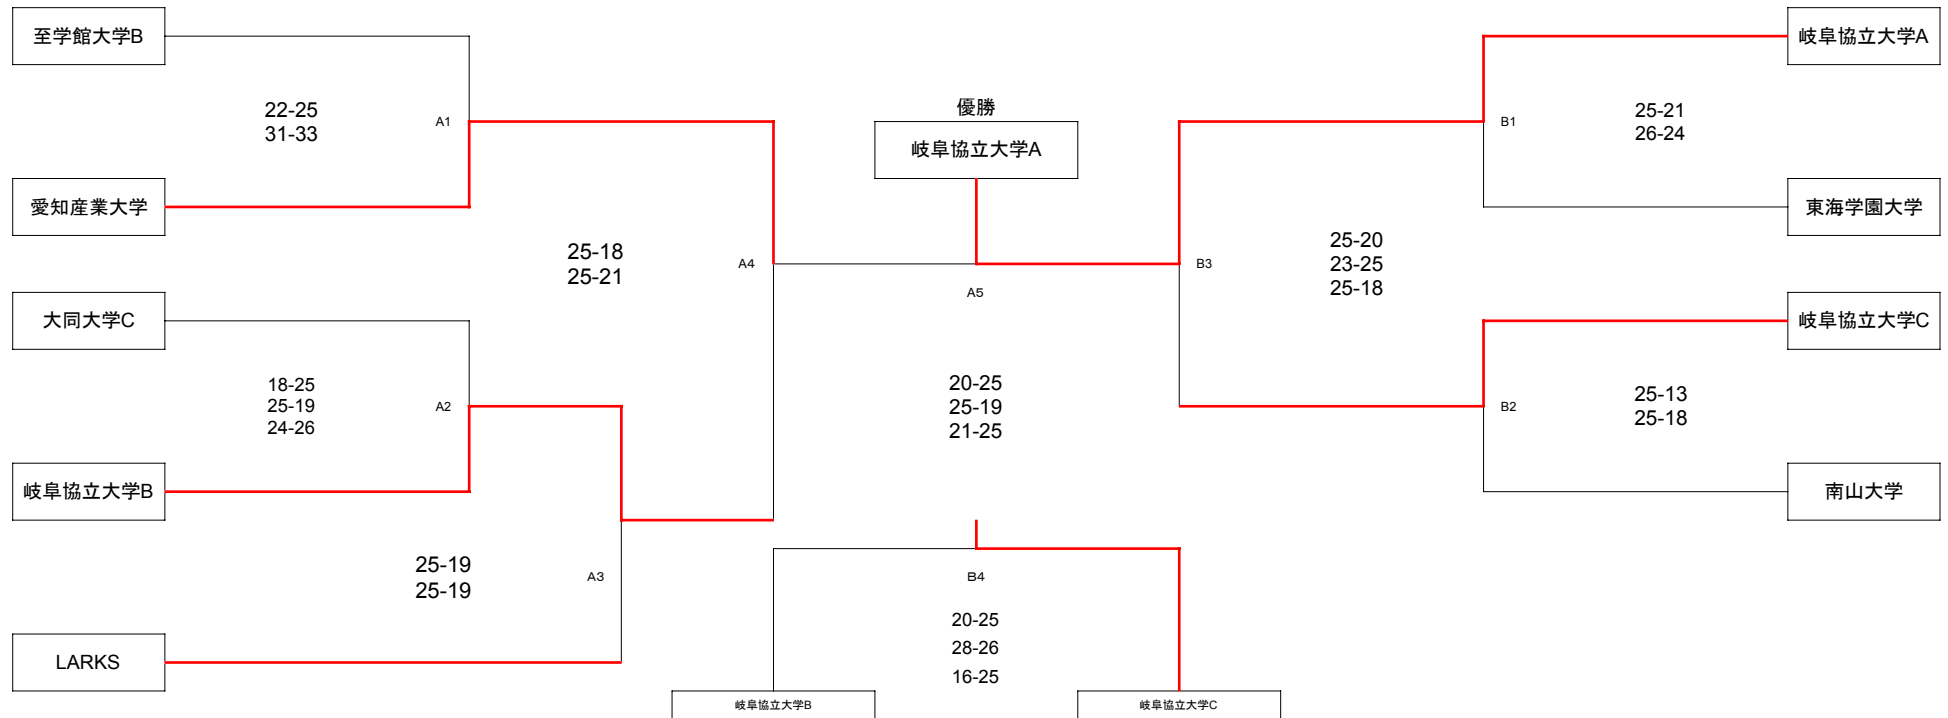 至学館大学B
22-25
31-33
A1
愛知産業大学
25-18
25-21
A4
大同大学C
18-25
25-19
24-26
A2
岐阜協立大学B
25-19
25-19
A3
LARKS
優勝
岐阜協立大学A
A5
20-25
25-19
21-25
B4
20-25
28-26
16-25
岐阜協立大学B
岐阜協立大学C
岐阜協立大学A
B1
25-21
26-24
東海学園大学
B3
25-20
23-25
25-18
岐阜協立大学C
B2
25-13
25-18
南山大学